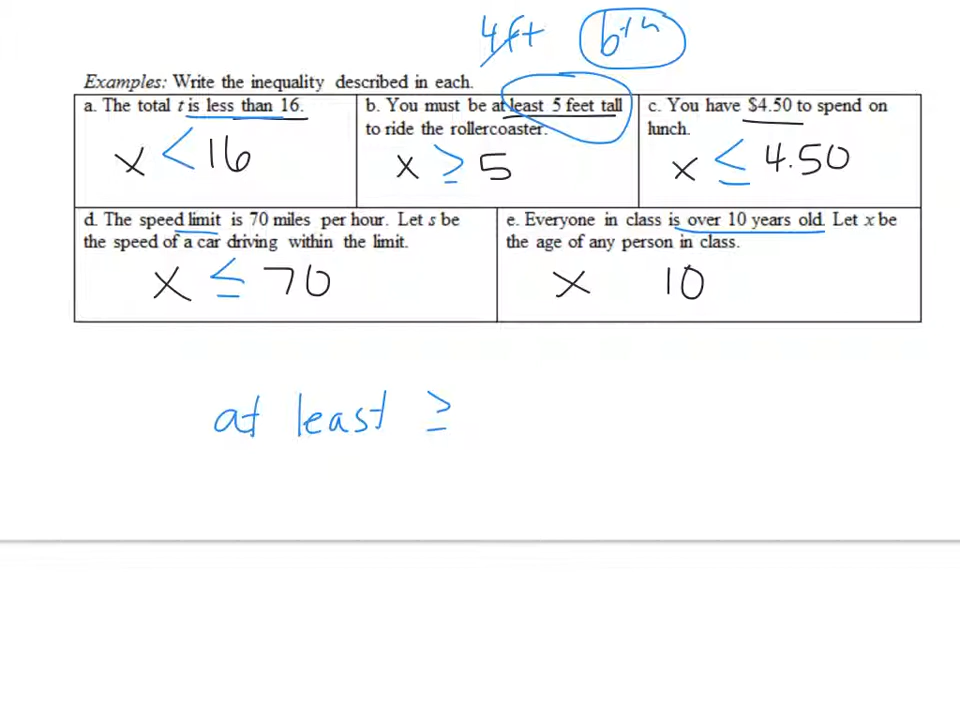 4ft 6th
Examples: Write the inequality described in each.
a. The total t is less than 16.
x < 16
b. You must be at least 5 feet tall
to ride the rollercoaster.
x ≥ 5
c. You have $4.50 to spend on
lunch.
x ≤ 4.50
d. The speed limit is 70 miles per hour. Let s be
the speed of a car driving within the limit.
x ≤ 70
e. Everyone in class is over 10 years old. Let x be
the age of any person in class.
x 10
at least ≥